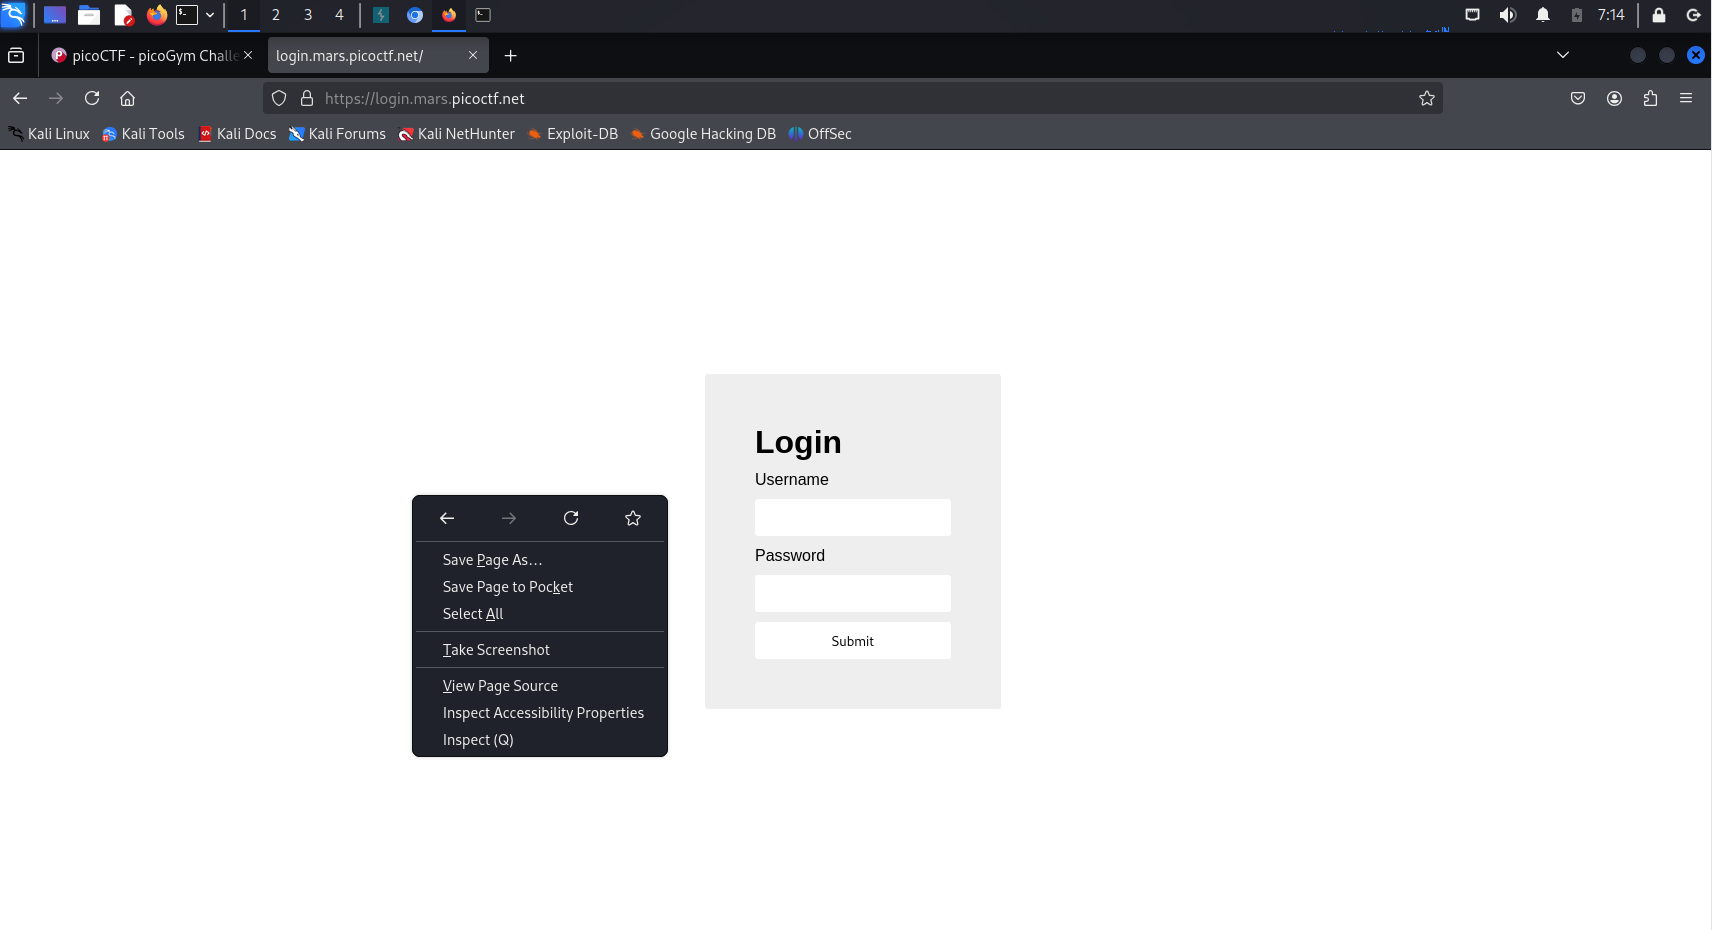 1 2 3 4 7:14
picoCTF - picoGym Challe login.mars.picoctf.net/
https://login.mars.picoctf.net
Kali Linux Kali Tools Kali Docs Kali Forums Kali NetHunter Exploit-DB Google Hacking DB OffSec
Login
Username
Password
Submit
Save Page As…
Save Page to Pocket
Select All
Take Screenshot
View Page Source
Inspect Accessibility Properties
Inspect (Q)